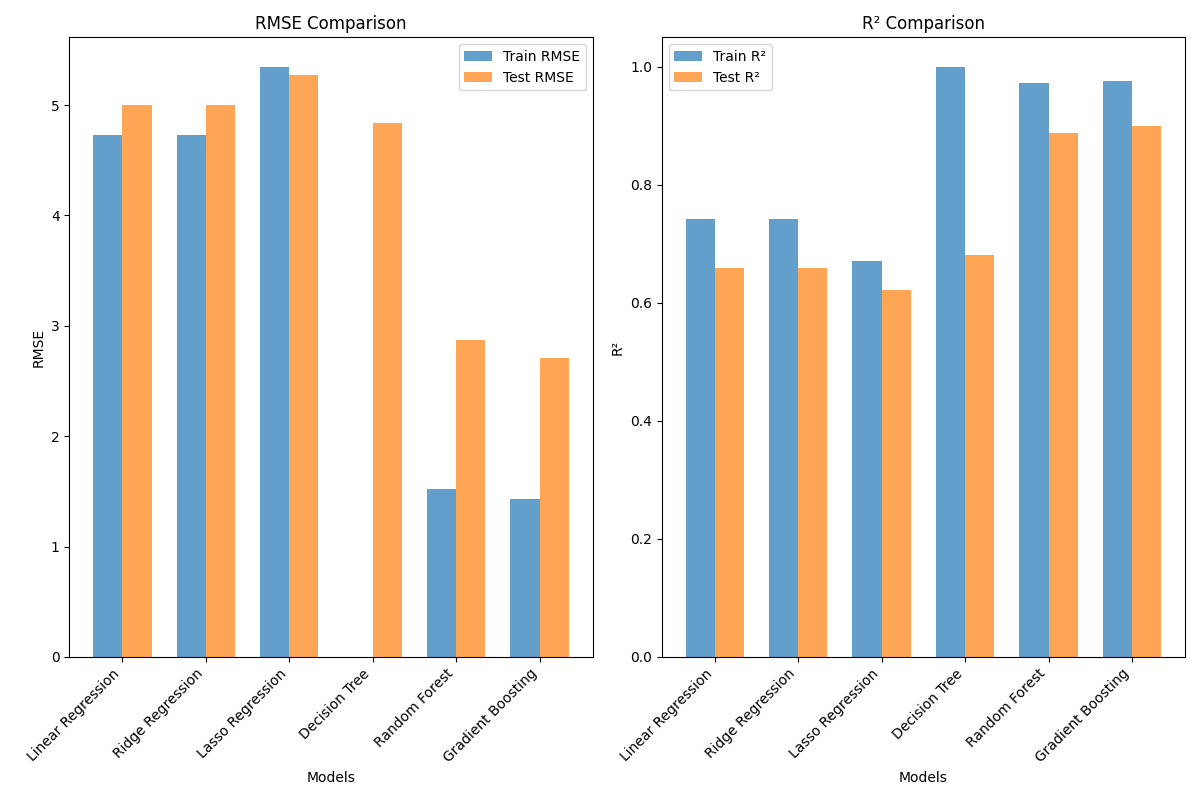 RMSE Comparison
Train RMSE
Test RMSE
RMSE
5
4
3
2
1
0
Linear Regression
Ridge Regression
Lasso Regression
Decision Tree
Random Forest
Gradient Boosting
Models
R² Comparison
Train R²
Test R²
R²
1.0
0.8
0.6
0.4
0.2
0.0
Linear Regression
Ridge Regression
Lasso Regression
Decision Tree
Random Forest
Gradient Boosting
Models